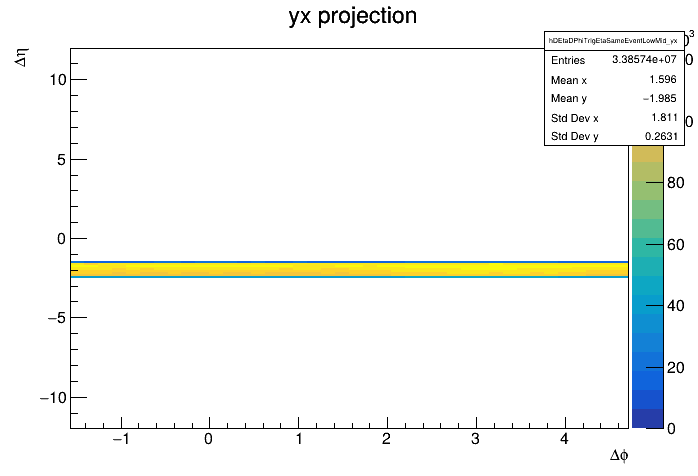 yx projection
hDEtaDPhiTrigEtaSameEventLowMid_yx
Entries 3.38574e+07
Mean x 1.596
Mean y −1.985
Std Dev x 1.811
Std Dev y 0.2631
Δη
10
5
0
−5
−10
−1 0 1 2 3 4
Δϕ
80
60
40
20
0